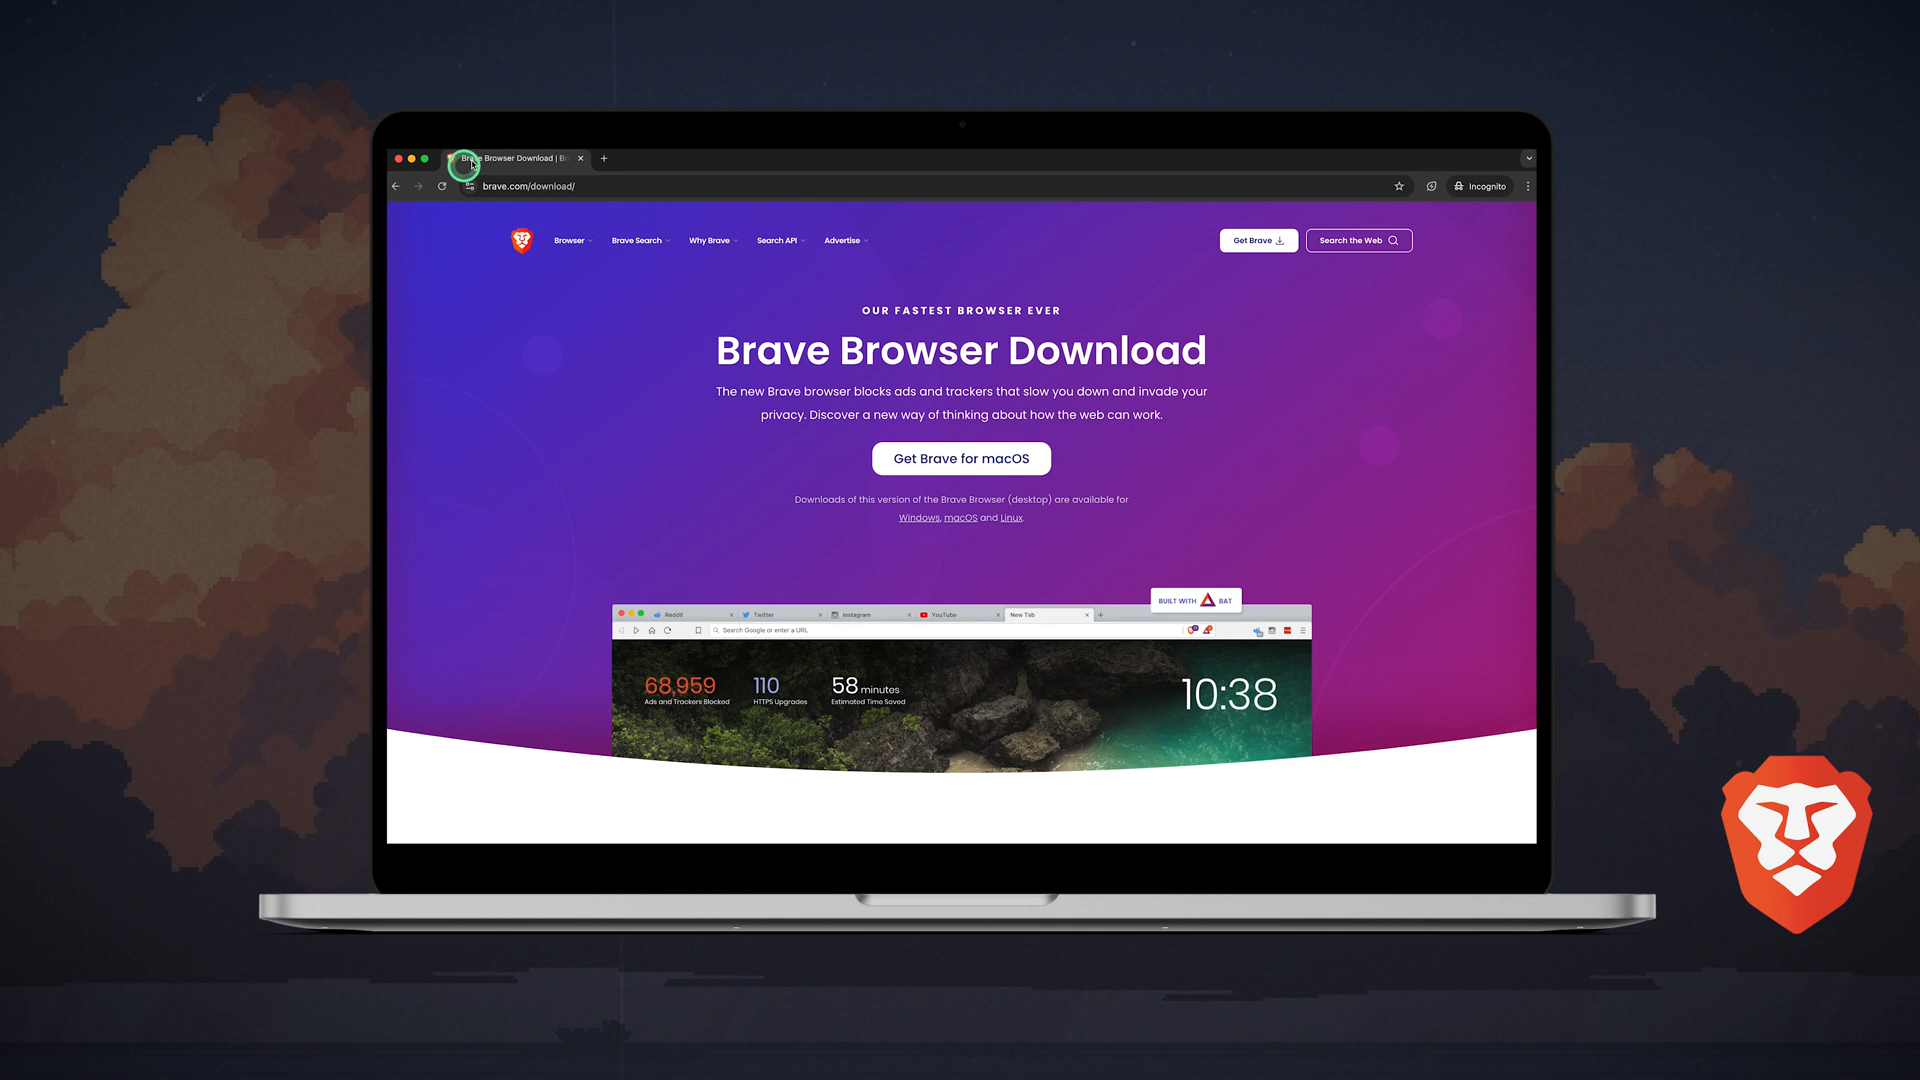 Brave Browser Download | Br
brave.com/download/
Incognito
Browser
Brave Search
Why Brave
Search API
Advertise
Get Brave
Search the Web
OUR FASTEST BROWSER EVER
Brave Browser Download
The new Brave browser blocks ads and trackers that slow you down and invade your
privacy. Discover a new way of thinking about how the web can work.
Get Brave for macOS
Downloads of this version of the Brave Browser (desktop) are available for
Windows, macOS and Linux.
BUILT WITH BAT
Reddit
Twitter
Instagram
YouTube
New Tab
Search Google or enter a URL
68,959
Ads and Trackers Blocked
110
HTTPS Upgrades
58 minutes
Estimated Time Saved
10:38